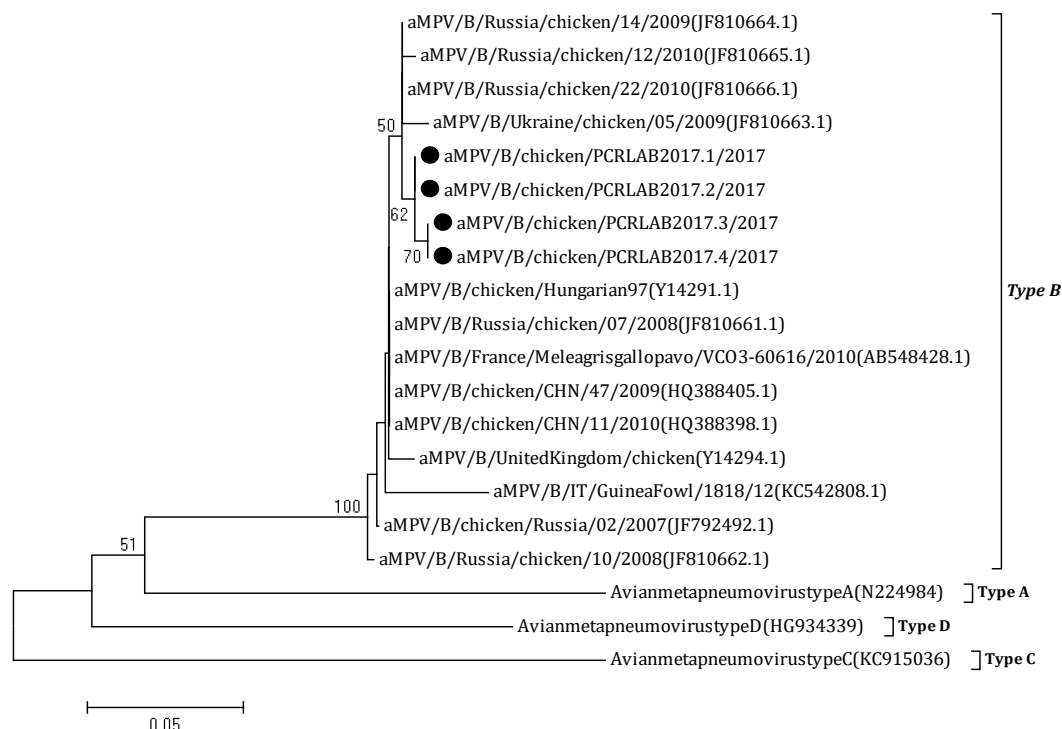 aMPV/B/Russia/chicken/14/2009(JF810664.1)
aMPV/B/Russia/chicken/12/2010(JF810665.1)
aMPV/B/Russia/chicken/22/2010(JF810666.1)
50
aMPV/B/Ukraine/chicken/05/2009(JF810663.1)
aMPV/B/chicken/PCRLAB2017.1/2017
aMPV/B/chicken/PCRLAB2017.2/2017
62
aMPV/B/chicken/PCRLAB2017.3/2017
70
aMPV/B/chicken/PCRLAB2017.4/2017
aMPV/B/chicken/Hungarian97(Y14291.1)
Type B
aMPV/B/Russia/chicken/07/2008(JF810661.1)
aMPV/B/France/Meleagrisgallopavo/VCO3-60616/2010(AB548428.1)
aMPV/B/chicken/CHN/47/2009(HQ388405.1)
aMPV/B/chicken/CHN/11/2010(HQ388398.1)
aMPV/B/UnitedKingdom/chicken(Y14294.1)
aMPV/B/IT/GuineaFowl/1818/12(KC542808.1)
100
aMPV/B/chicken/Russia/02/2007(JF792492.1)
51
aMPV/B/Russia/chicken/10/2008(JF810662.1)
AvianmetapneumovirustypeA(N224984) Type A
AvianmetapneumovirustypeD(HG934339) Type D
AvianmetapneumovirustypeC(KC915036) Type C
0.05